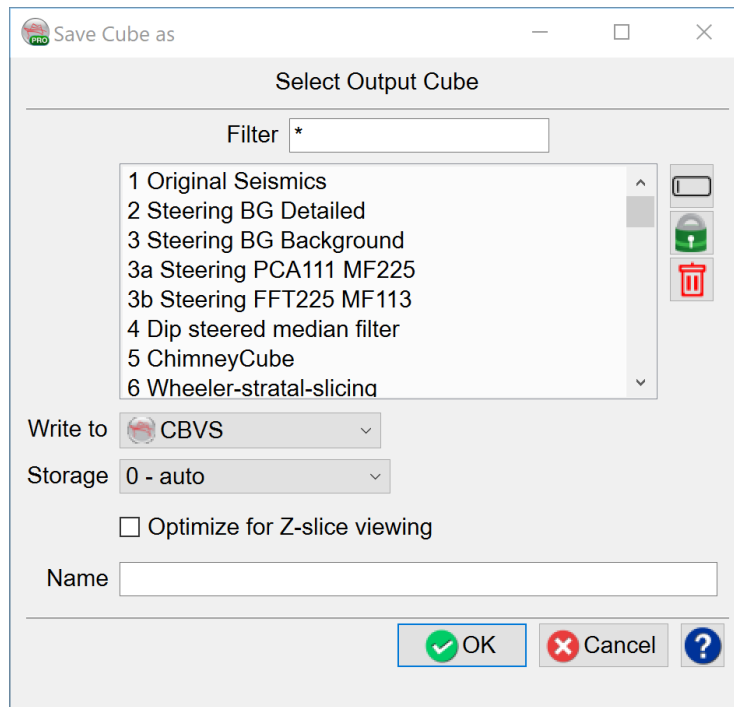 PRO Save Cube as
Select Output Cube
Filter *
1 Original Seismics
2 Steering BG Detailed
3 Steering BG Background
3a Steering PCA111 MF225
3b Steering FFT225 MF113
4 Dip steered median filter
5 ChimneyCube
6 Wheeler-stratal-slicing
Write to CBVS
Storage 0 - auto
Optimize for Z-slice viewing
Name
OK Cancel ?